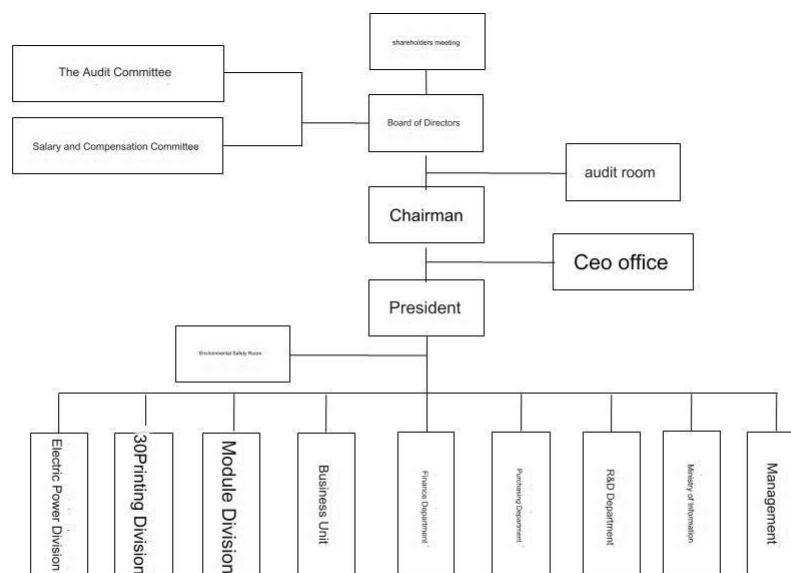 shareholders meeting
The Audit Committee
Board of Directors
Salary and Compensation Committee
audit room
Chairman
Ceo office
President
Environmental Safety Room
Electric Power Division
30Printing Division
Module Division
Business Unit
Finance Department
Purchasing Department
R&D Department
Ministry of Information
Management